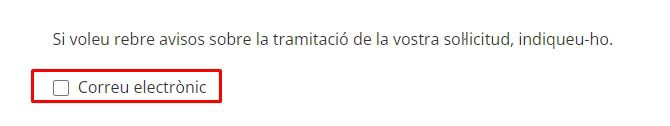 Si voleu rebre avisos sobre la tramitació de la vostra sol·licitud, indiqueu-ho.
Correu electrònic